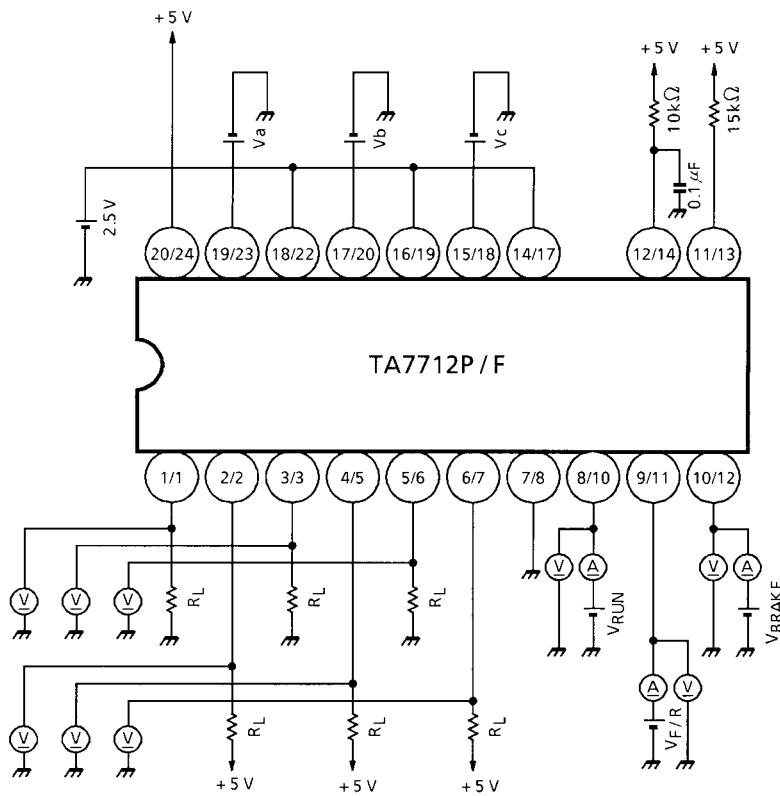 +5 V
+5 V +5 V
Va
Vb
Vc
10kΩ
0.1 μF
15kΩ
2.5 V
20/24 19/23 18/22 17/20 16/19 15/18 14/17 12/14 11/13
TA7712P / F
1/1 2/2 3/3 4/5 5/6 6/7 7/8 8/10 9/11 10/12
V V V
RL RL RL
V A
VRUN
V A
VBRAKE
A V
VF/R
V V V
RL RL RL
+5 V +5 V +5 V